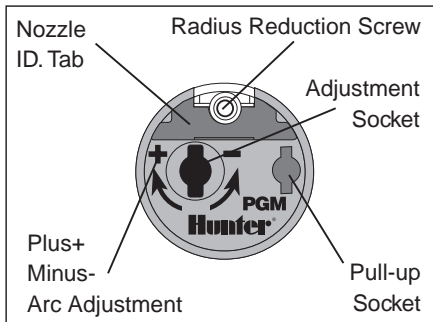 Nozzle
ID. Tab
Radius Reduction Screw
Adjustment
Socket
+ −
PGM
Hunter®
Plus+
Minus-
Arc Adjustment
Pull-up
Socket